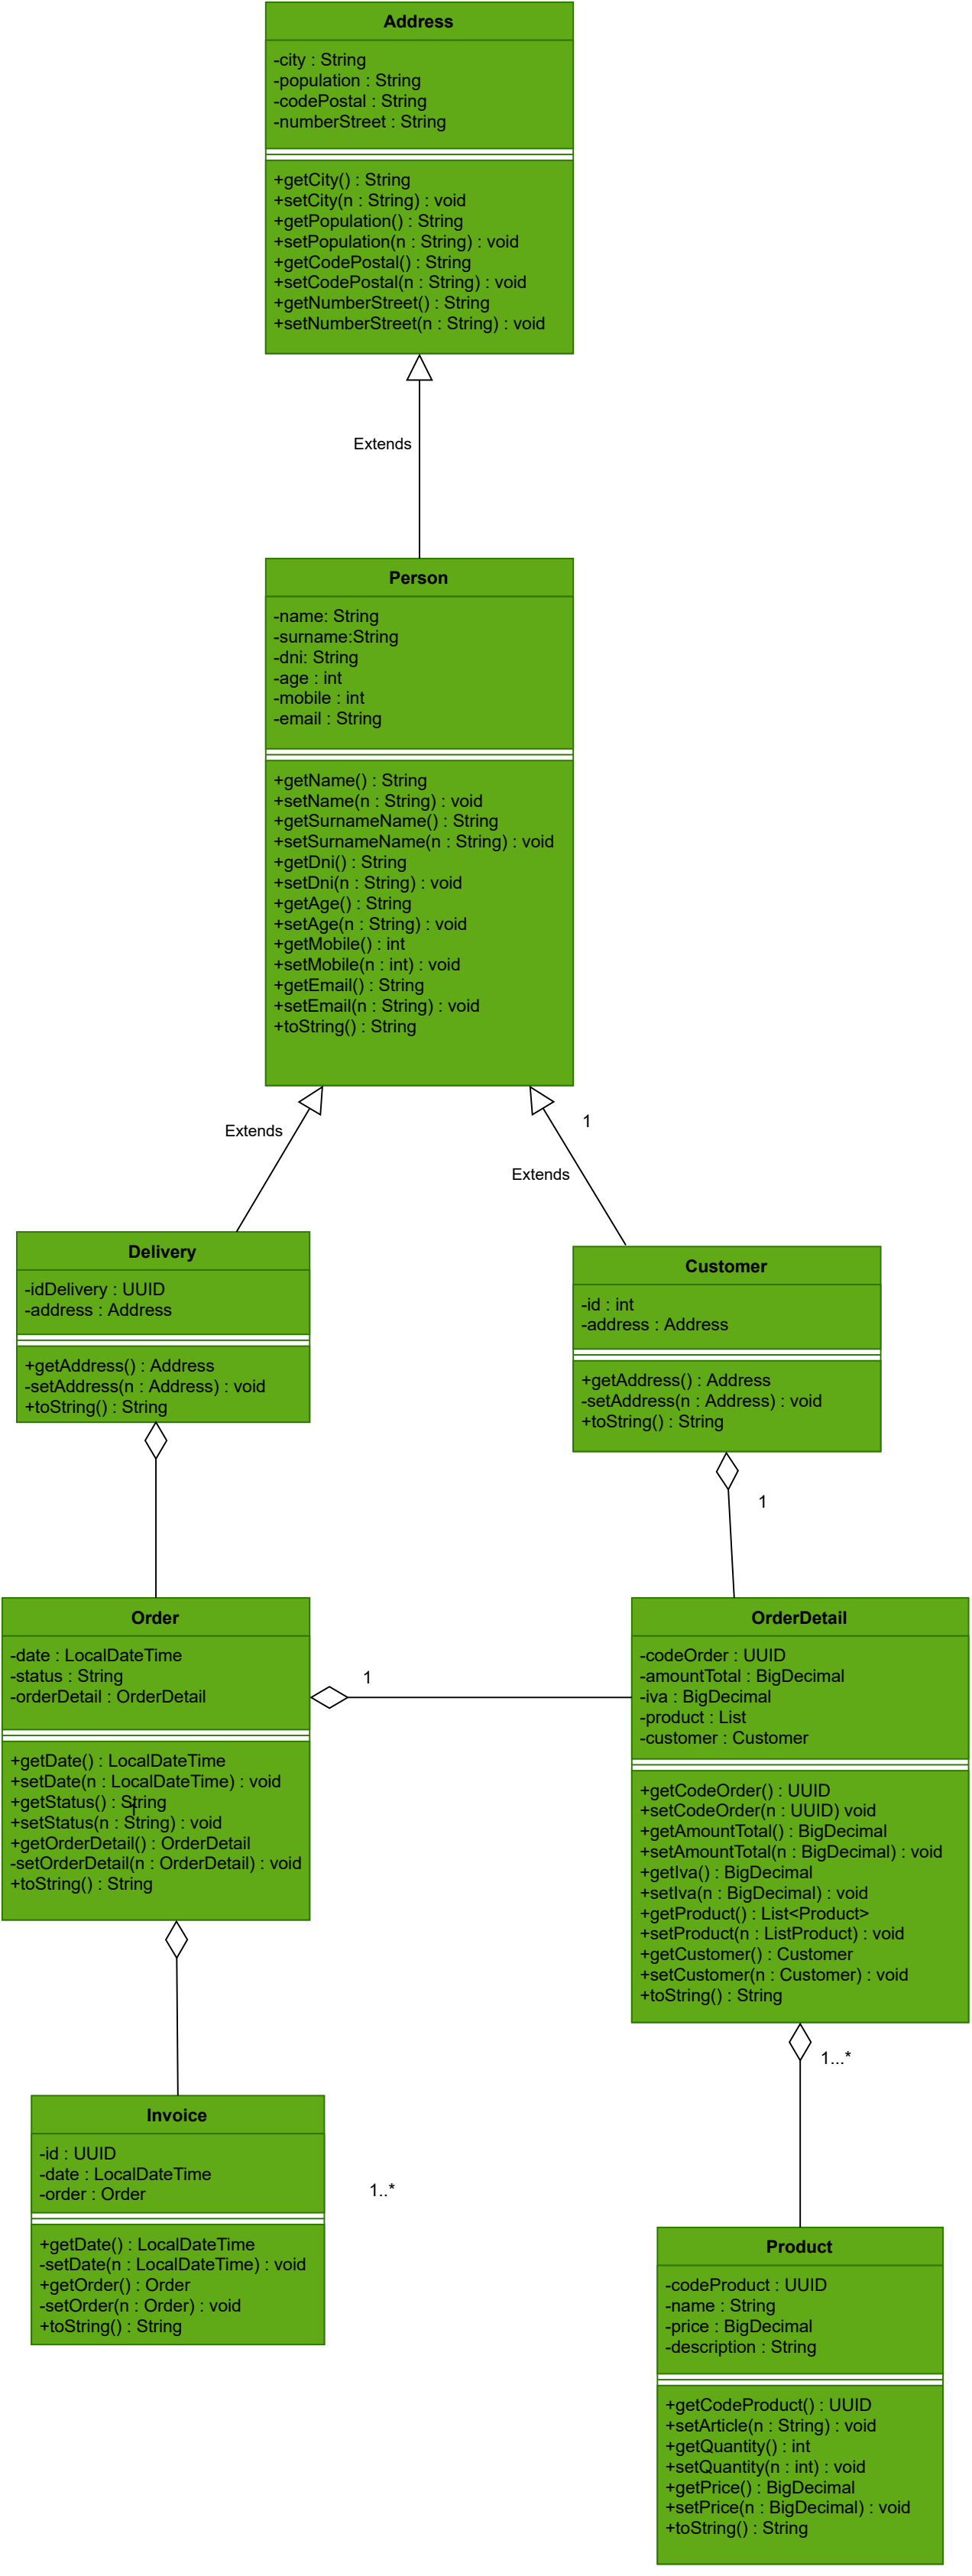 Address
-city : String
-population : String
-codePostal : String
-numberStreet : String
+getCity() : String
+setCity(n : String) : void
+getPopulation() : String
+setPopulation(n : String) : void
+getCodePostal() : String
+setCodePostal(n : String) : void
+getNumberStreet() : String
+setNumberStreet(n : String) : void
Extends
Person
-name: String
-surname:String
-dni: String
-age : int
-mobile : int
-email : String
+getName() : String
+setName(n : String) : void
+getSurnameName() : String
+setSurnameName(n : String) : void
+getDni() : String
+setDni(n : String) : void
+getAge() : String
+setAge(n : String) : void
+getMobile() : int
+setMobile(n : int) : void
+getEmail() : String
+setEmail(n : String) : void
+toString() : String
Extends
1
Extends
Delivery
-idDelivery : UUID
-address : Address
+getAddress() : Address
-setAddress(n : Address) : void
+toString() : String
Customer
-id : int
-address : Address
+getAddress() : Address
-setAddress(n : Address) : void
+toString() : String
1
Order
-date : LocalDateTime
-status : String
-orderDetail : OrderDetail
+getDate() : LocalDateTime
+setDate(n : LocalDateTime) : void
+getStatus() : String
+setStatus(n : String) : void
+getOrderDetail() : OrderDetail
-setOrderDetail(n : OrderDetail) : void
+toString() : String
1
1
OrderDetail
-codeOrder : UUID
-amountTotal : BigDecimal
-iva : BigDecimal
-product : List
-customer : Customer
+getCodeOrder() : UUID
+setCodeOrder(n : UUID) void
+getAmountTotal() : BigDecimal
+setAmountTotal(n : BigDecimal) : void
+getIva() : BigDecimal
+setIva(n : BigDecimal) : void
+getProduct() : List<Product>
+setProduct(n : ListProduct) : void
+getCustomer() : Customer
+setCustomer(n : Customer) : void
+toString() : String
1...*
Invoice
-id : UUID
-date : LocalDateTime
-order : Order
+getDate() : LocalDateTime
-setDate(n : LocalDateTime) : void
+getOrder() : Order
-setOrder(n : Order) : void
+toString() : String
1..*
Product
-codeProduct : UUID
-name : String
-price : BigDecimal
-description : String
+getCodeProduct() : UUID
+setArticle(n : String) : void
+getQuantity() : int
+setQuantity(n : int) : void
+getPrice() : BigDecimal
+setPrice(n : BigDecimal) : void
+toString() : String